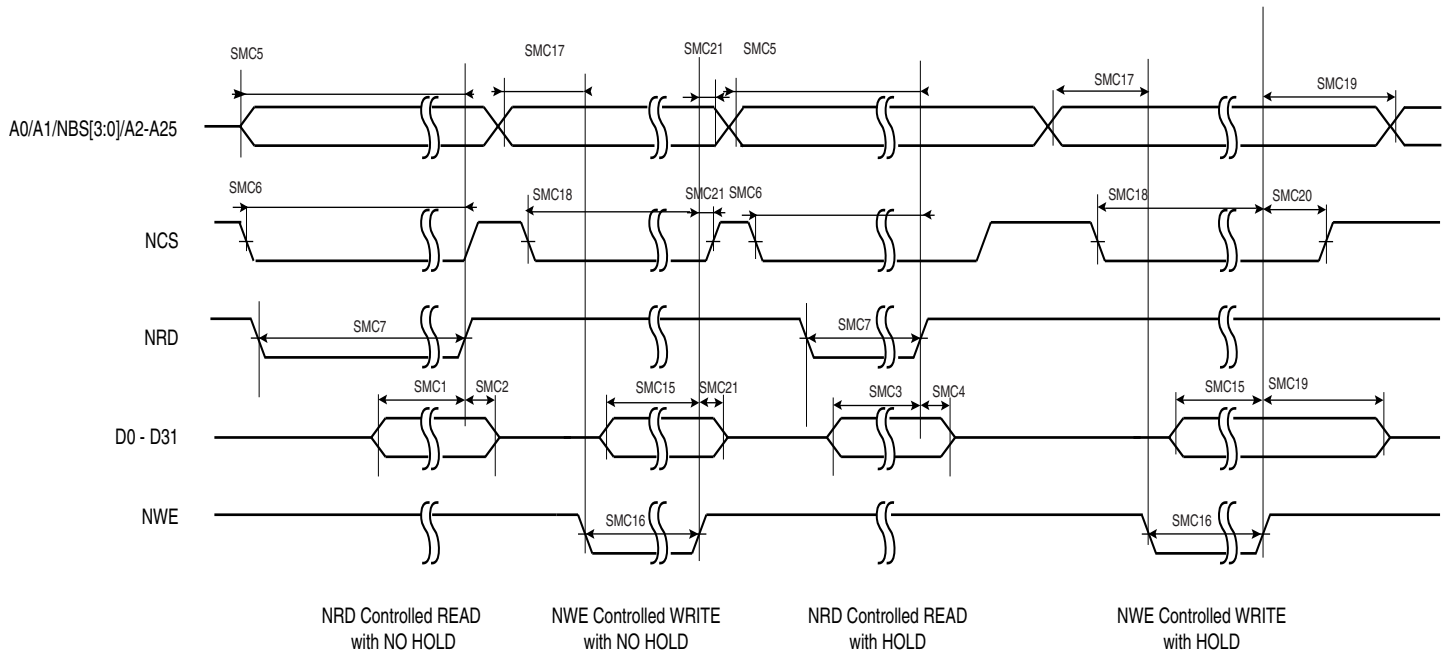 SMC5 SMC17 SMC21 SMC5 SMC17 SMC19
A0/A1/NBS[3:0]/A2-A25
SMC6 SMC18 SMC21 SMC6 SMC18 SMC20
NCS
NRD SMC7 SMC7
SMC1 SMC2 SMC15 SMC21 SMC3 SMC4 SMC15 SMC19
D0 - D31
NWE SMC16 SMC16
NRD Controlled READ
with NO HOLD
NWE Controlled WRITE
with NO HOLD
NRD Controlled READ
with HOLD
NWE Controlled WRITE
with HOLD